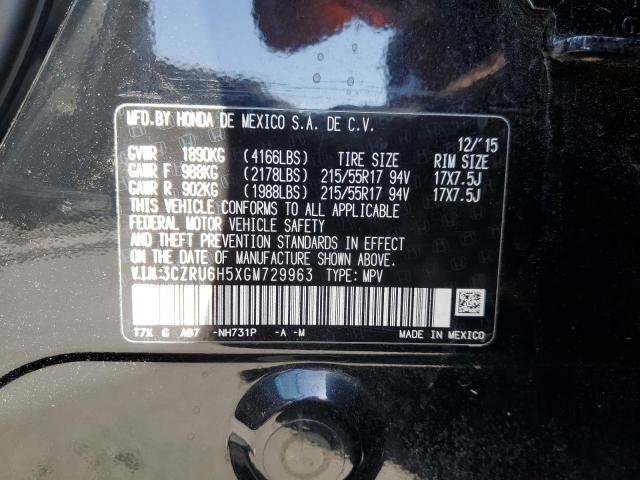 MFD.BY HONDA DE MEXICO S.A. DE C.V.
12/'15
GVWR 1890KG (4166LBS) TIRE SIZE RIM SIZE
GAWR F 988KG (2178LBS) 215/55R17 94V 17X7.5J
GAWR R 902KG (1988LBS) 215/55R17 94V 17X7.5J
THIS VEHICLE CONFORMS TO ALL APPLICABLE
FEDERAL MOTOR VEHICLE SAFETY
AND THEFT PREVENTION STANDARDS IN EFFECT
ON THE DATE OF MANUFACTURE SHOWN ABOVE.
V.I.N.:3CZRU6H5XGM729963 TYPE: MPV
T7X G AB7 -NH731P -A -M MADE IN MEXICO